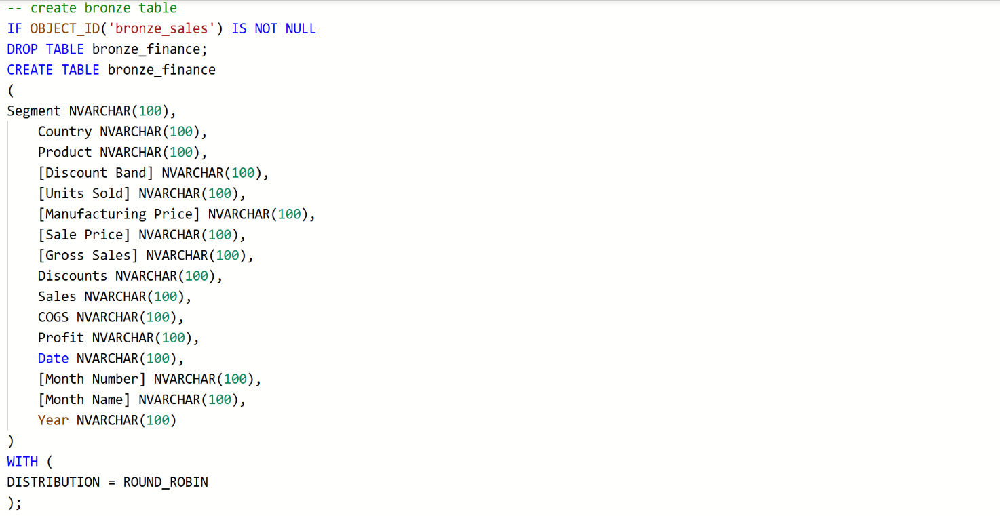 -- create bronze table
IF OBJECT_ID('bronze_sales') IS NOT NULL
DROP TABLE bronze_finance;
CREATE TABLE bronze_finance
(
Segment NVARCHAR(100),
    Country NVARCHAR(100),
    Product NVARCHAR(100),
    [Discount Band] NVARCHAR(100),
    [Units Sold] NVARCHAR(100),
    [Manufacturing Price] NVARCHAR(100),
    [Sale Price] NVARCHAR(100),
    [Gross Sales] NVARCHAR(100),
    Discounts NVARCHAR(100),
    Sales NVARCHAR(100),
    COGS NVARCHAR(100),
    Profit NVARCHAR(100),
    Date NVARCHAR(100),
    [Month Number] NVARCHAR(100),
    [Month Name] NVARCHAR(100),
    Year NVARCHAR(100)
)
WITH (
DISTRIBUTION = ROUND_ROBIN
);